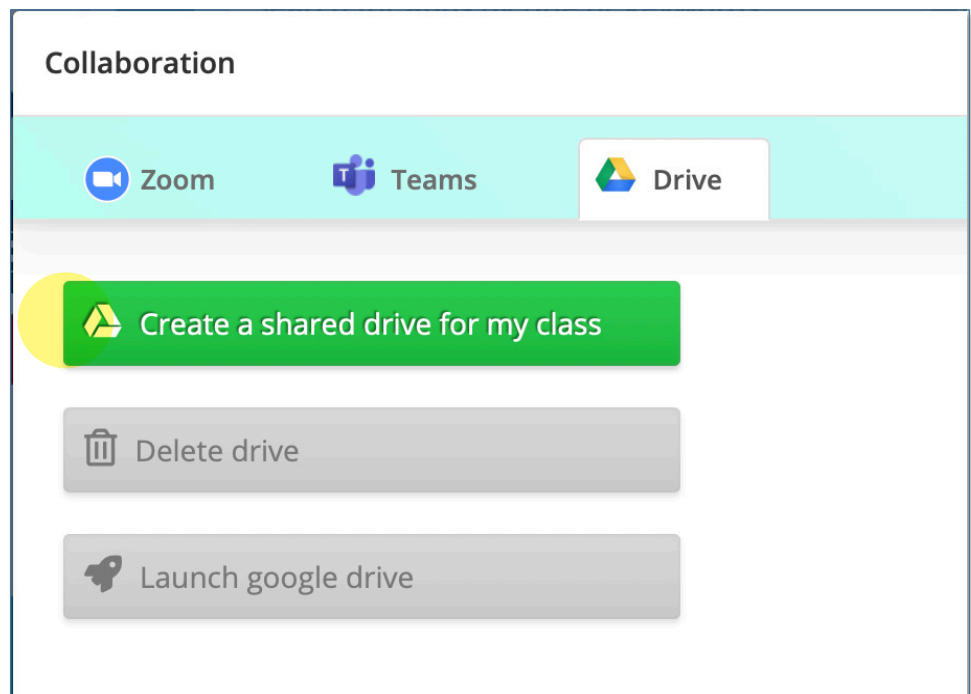 Collaboration
Zoom Teams Drive
Create a shared drive for my class
Delete drive
Launch google drive